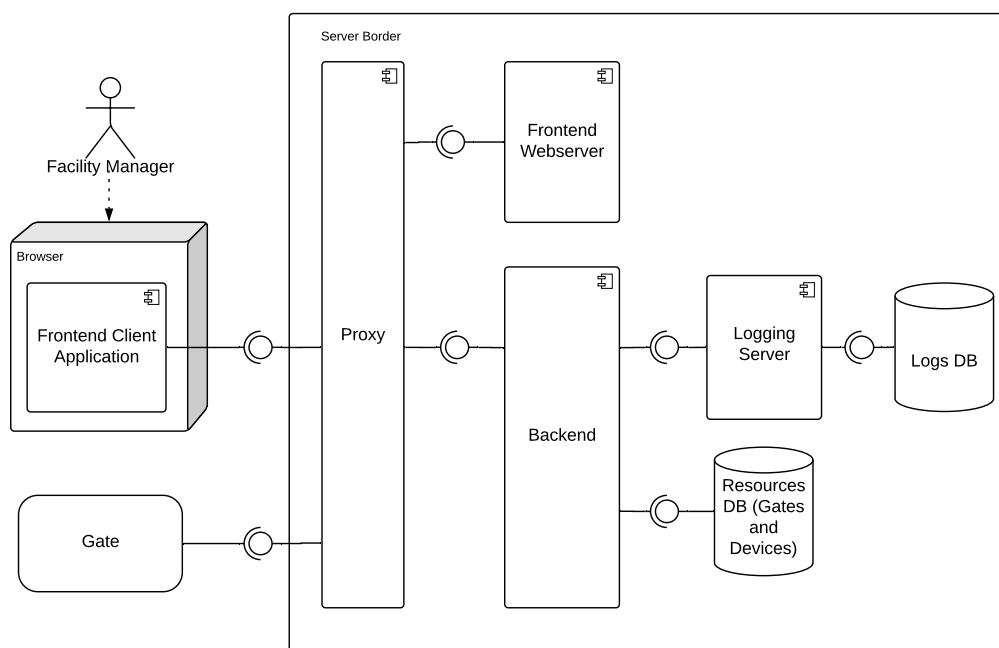 Server Border
Facility Manager
Browser
Frontend Client
Application
Gate
Proxy
Frontend
Webserver
Backend
Logging
Server
Logs DB
Resources
DB (Gates
and
Devices)